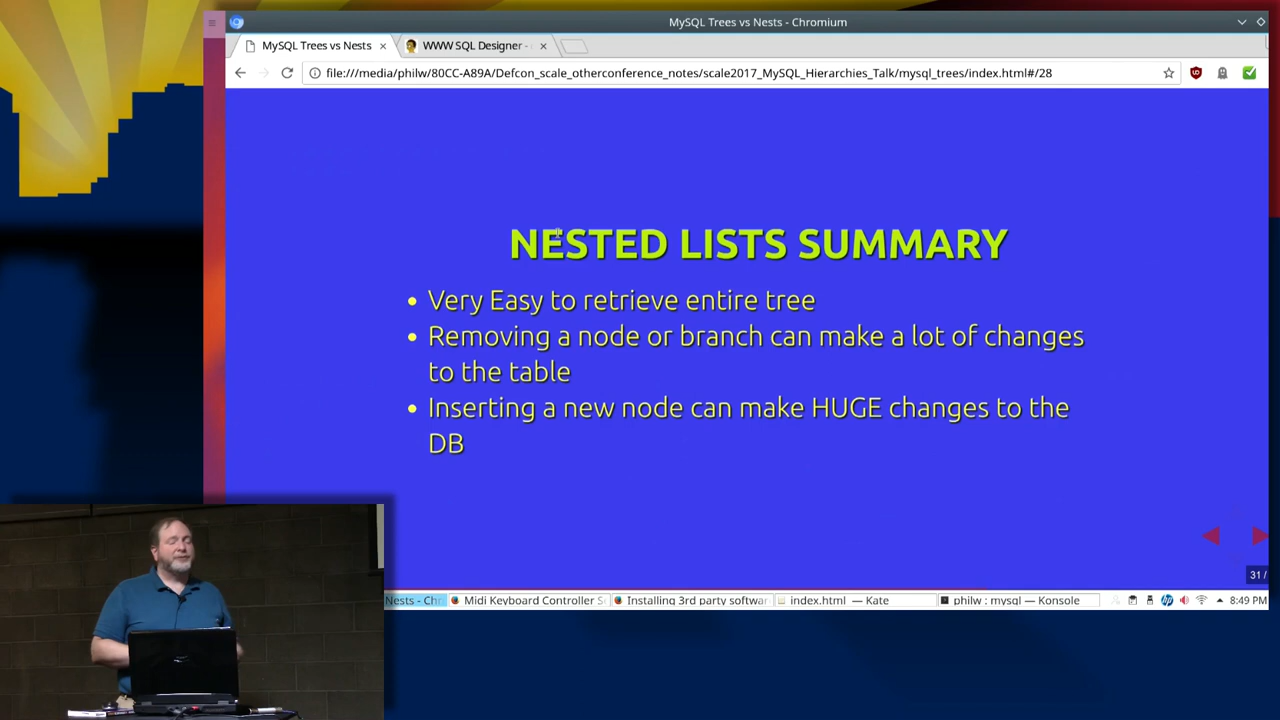 MySQL Trees vs Nests - Chromium
MySQL Trees vs Nests
WWW SQL Designer -
file:///media/philw/80CC-A89A/Defcon_scale_otherconference_notes/scale2017_MySQL_Hierarchies_Talk/mysql_trees/index.html#/28
NESTED LISTS SUMMARY
• Very Easy to retrieve entire tree
• Removing a node or branch can make a lot of changes
to the table
• Inserting a new node can make HUGE changes to the
DB
31 /
Nests - Chr
Midi Keyboard Controller S
Installing 3rd party softwar
index.html — Kate
philw : mysql — Konsole
8:49 PM